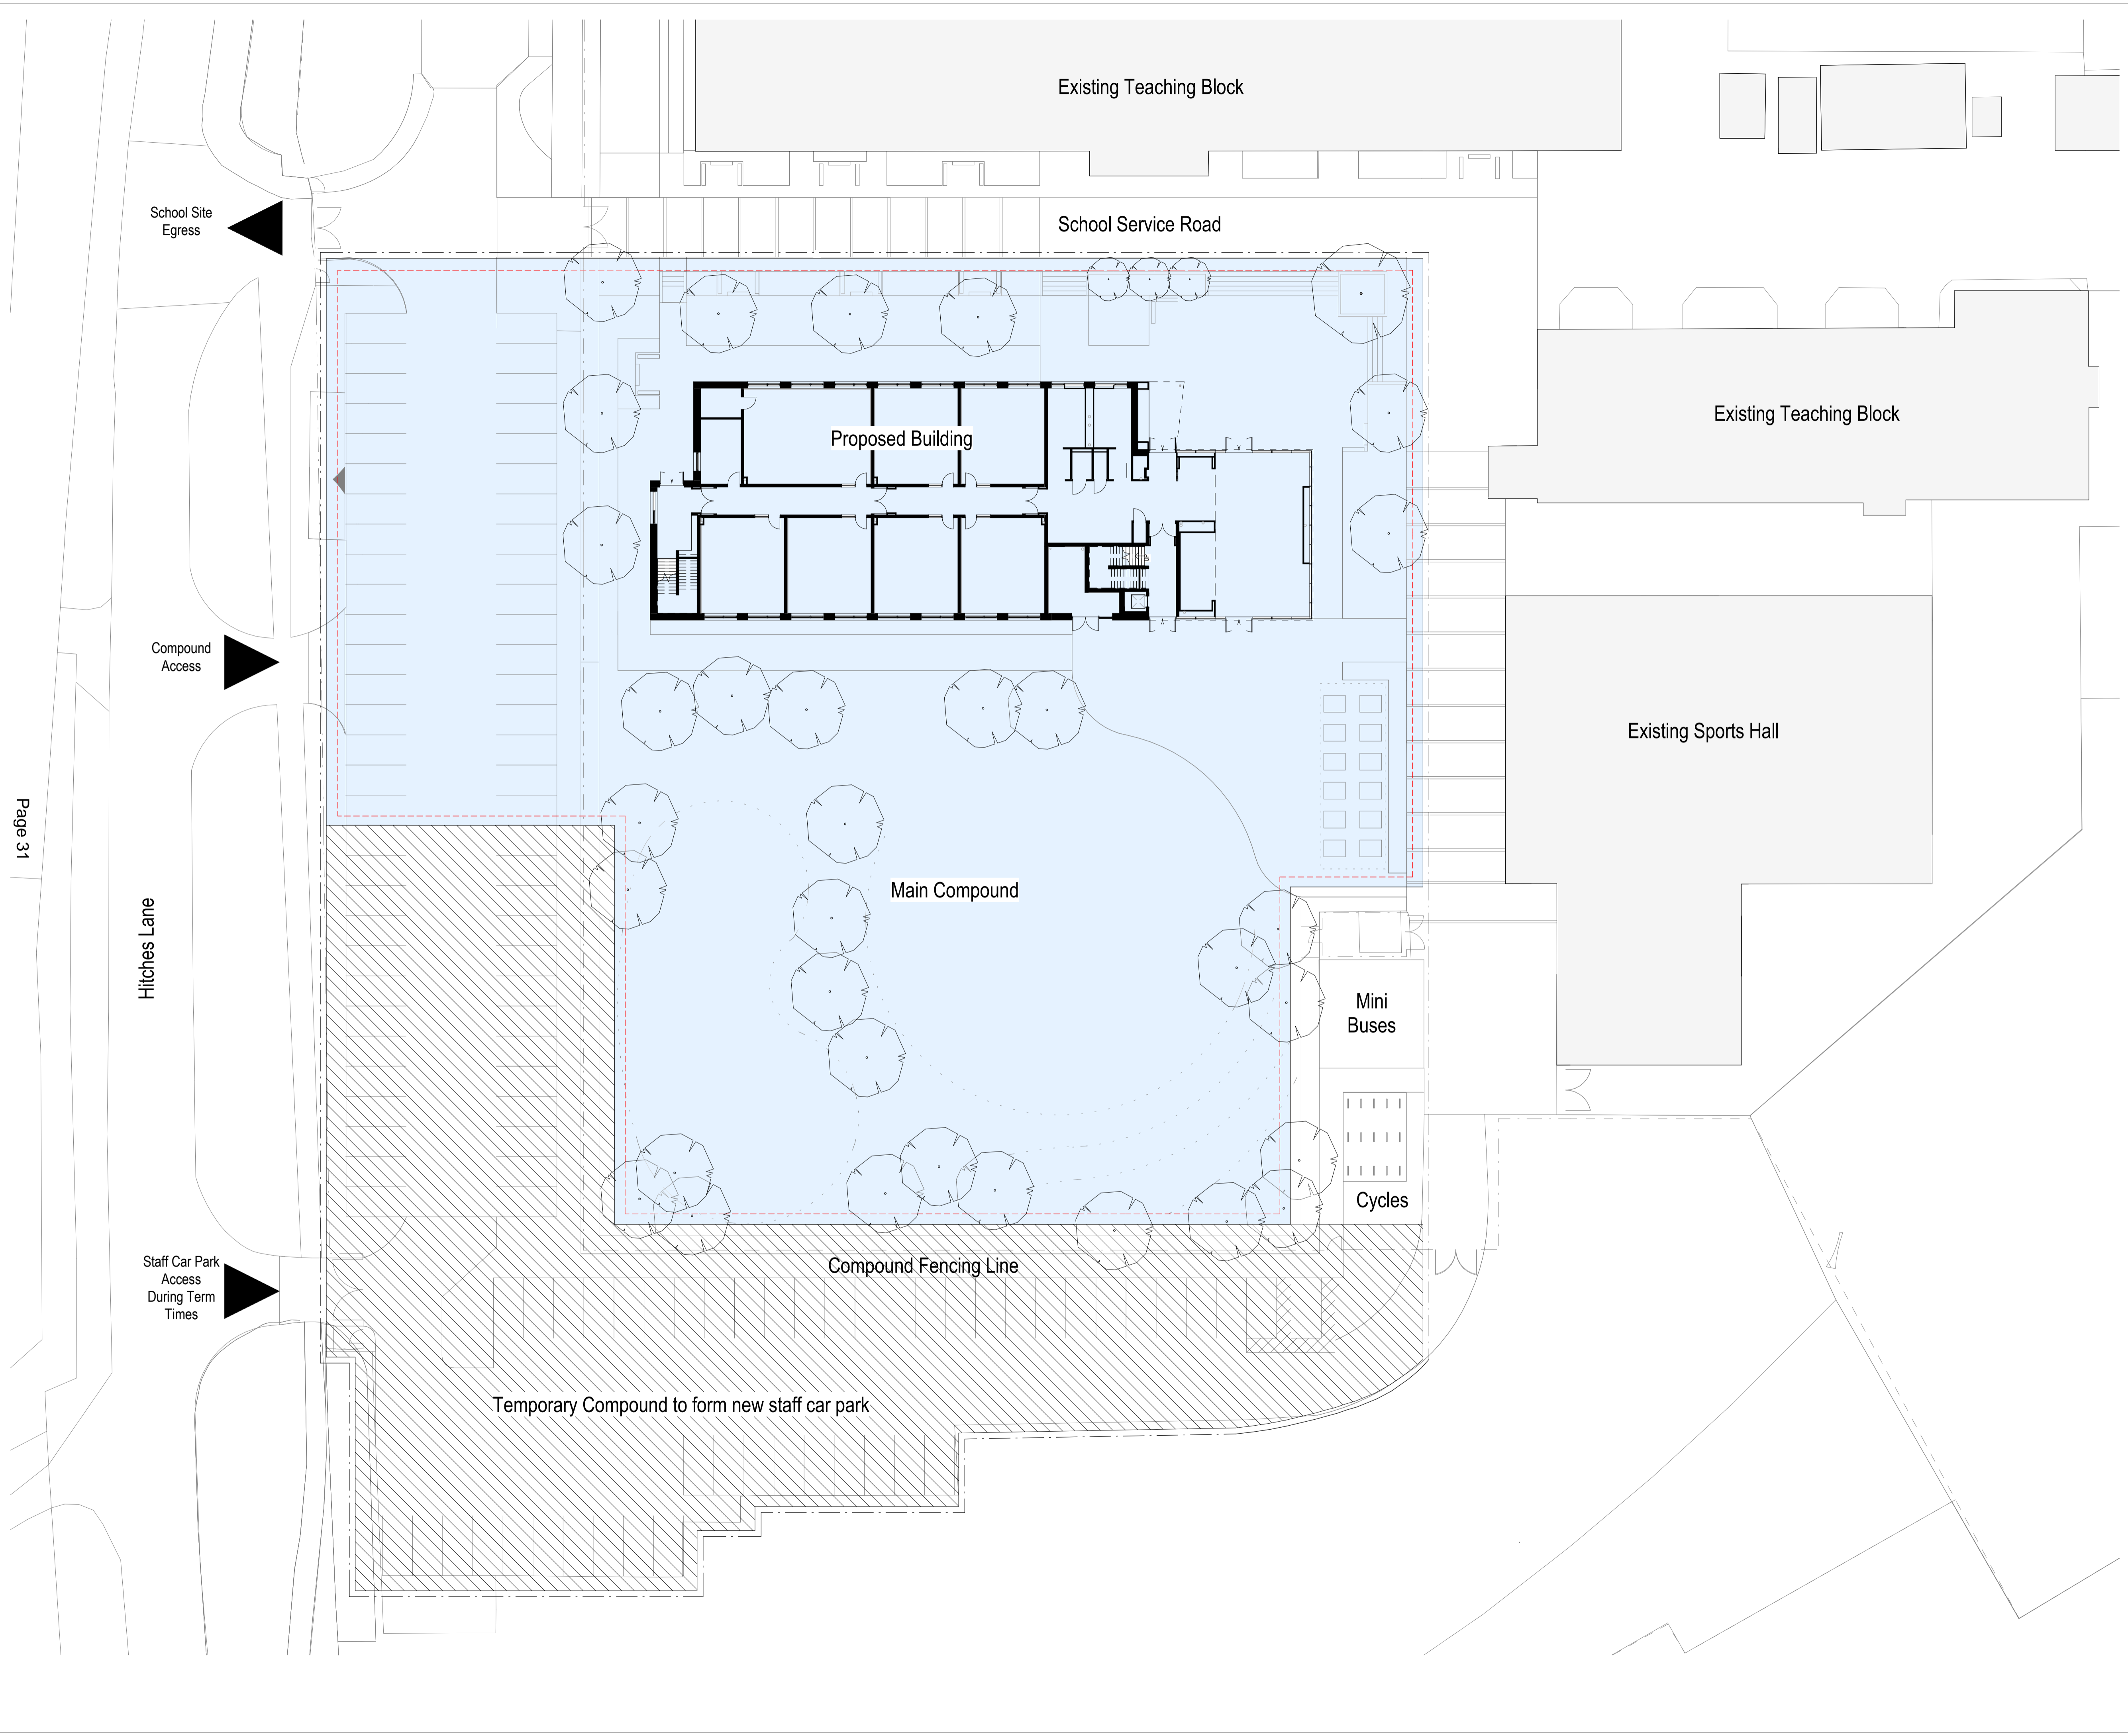 Existing Teaching Block
School Site
Egress
School Service Road
Proposed Building
Existing Teaching Block
Compound
Access
Existing Sports Hall
Page 31
Main Compound
Hitches Lane
Mini
Buses
Cycles
Staff Car Park
Access
During Term
Times
Compound Fencing Line
Temporary Compound to form new staff car park